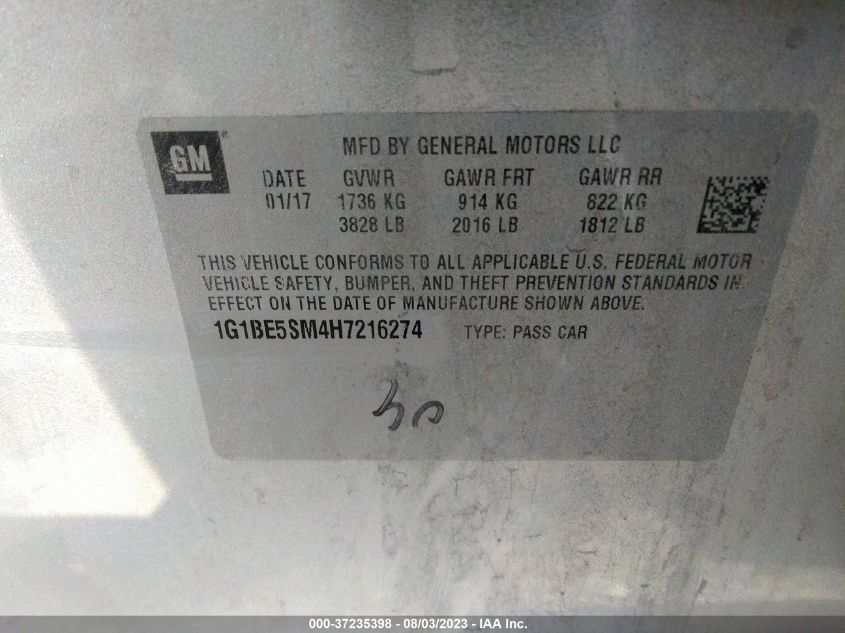 GM
MFD BY GENERAL MOTORS LLC
DATE GVWR GAWR FRT GAWR RR
01/17 1736 KG 914 KG 822 KG
3828 LB 2016 LB 1812 LB
THIS VEHICLE CONFORMS TO ALL APPLICABLE U.S. FEDERAL MOTOR
VEHICLE SAFETY, BUMPER, AND THEFT PREVENTION STANDARDS IN
EFFECT ON THE DATE OF MANUFACTURE SHOWN ABOVE.
1G1BE5SM4H7216274 TYPE: PASS CAR
000-37235398 - 08/03/2023 - IAA Inc.